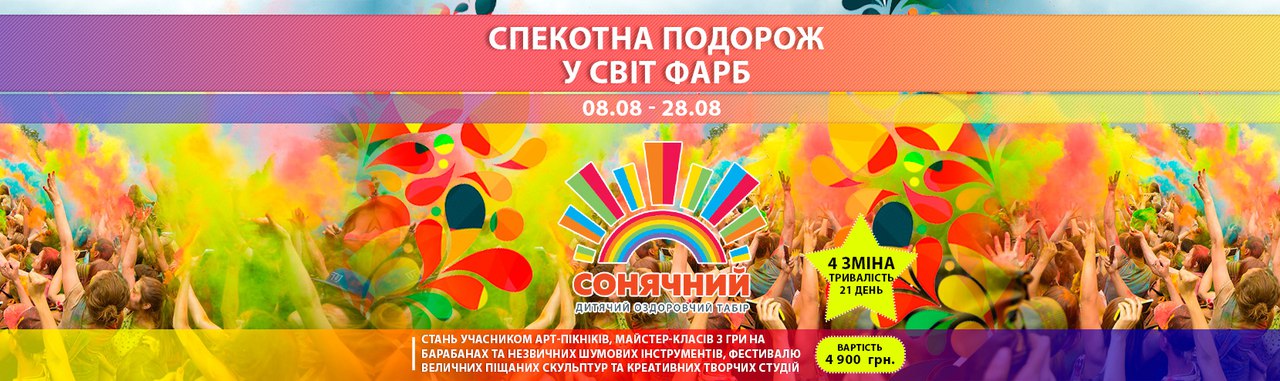 СПЕКОТНА ПОДОРОЖ
У СВІТ ФАРБ
08.08 - 28.08
СОНЯЧНИЙ
ДИТЯЧИЙ ОЗДОРОВЧИЙ ТАБІР
4 ЗМІНА
ТРИВАЛІСТЬ
21 ДЕНЬ
СТАНЬ УЧАСНИКОМ АРТ-ПІКНІКІВ, МАЙСТЕР-КЛАСІВ З ГРИ НА
БАРАБАНАХ ТА НЕЗВИЧНИХ ШУМОВИХ ІНСТРУМЕНТІВ, ФЕСТИВАЛЮ
ВЕЛИЧНИХ ПІЩАНИХ СКУЛЬПТУР ТА КРЕАТИВНИХ ТВОРЧИХ СТУДІЙ
ВАРТІСТЬ
4 900 грн.